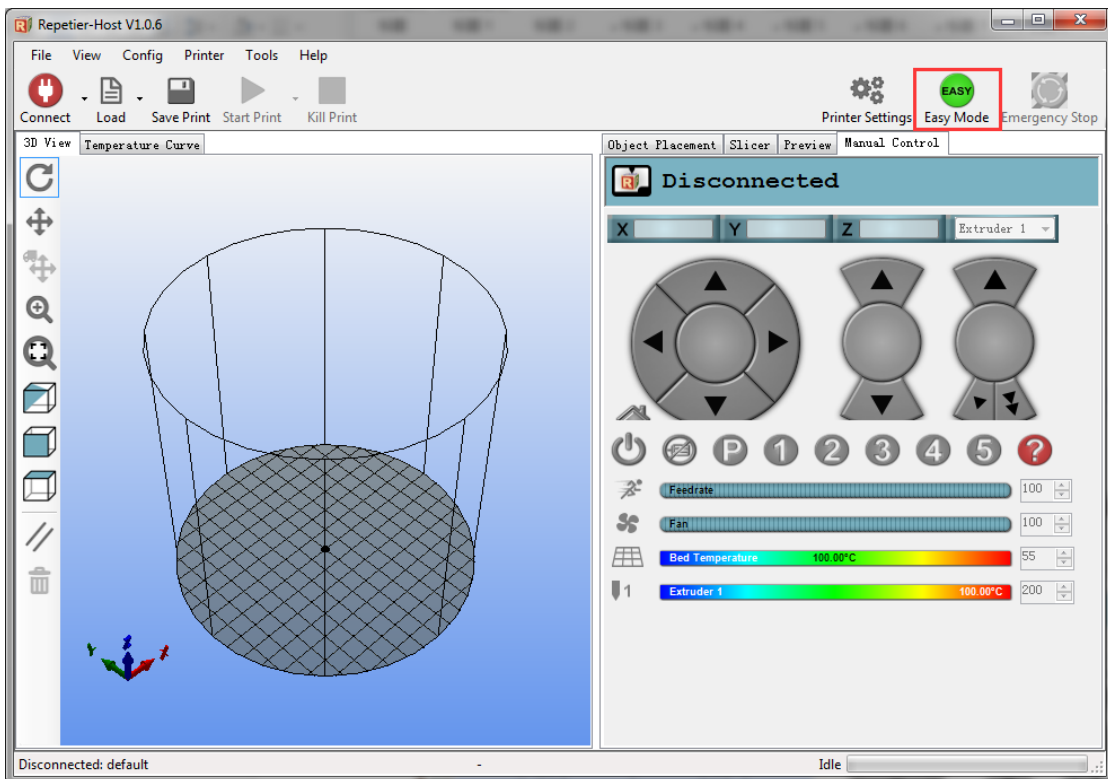 Repetier-Host V1.0.6
File View Config Printer Tools Help
EASY
Connect Load Save Print Start Print Kill Print Printer Settings Easy Mode Emergency Stop
3D View Temperature Curve
Object Placement Slicer Preview Manual Control
Disconnected
X Y Z Extruder 1
P 1 2 3 4 5 ?
Feedrate 100
Fan 100
Bed Temperature 100.00°C 55
1 Extruder 1 100.00°C 200
Y Z X
Disconnected: default - Idle